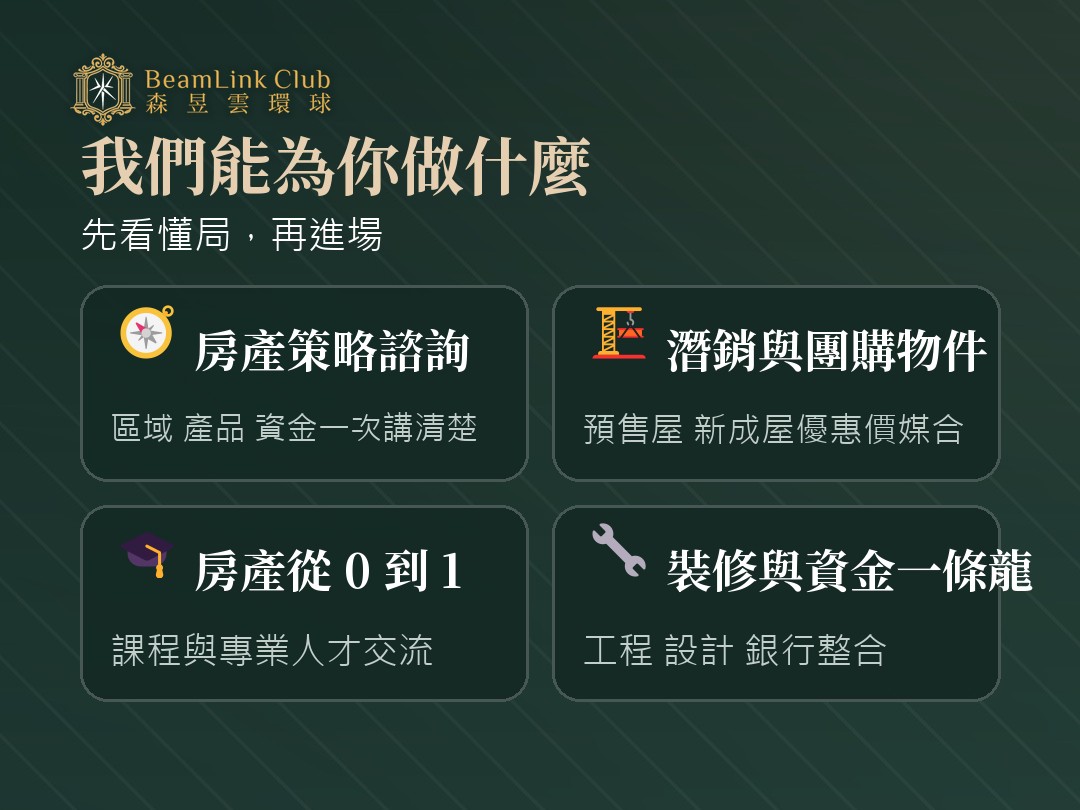 BeamLink Club
森昱雲環球
我們能為你做什麼
先看懂局，再進場
房產策略諮詢
區域 產品 資金一次講清楚
潛銷與團購物件
預售屋 新成屋優惠價媒合
房產從 0 到 1
課程與專業人才交流
裝修與資金一條龍
工程 設計 銀行整合